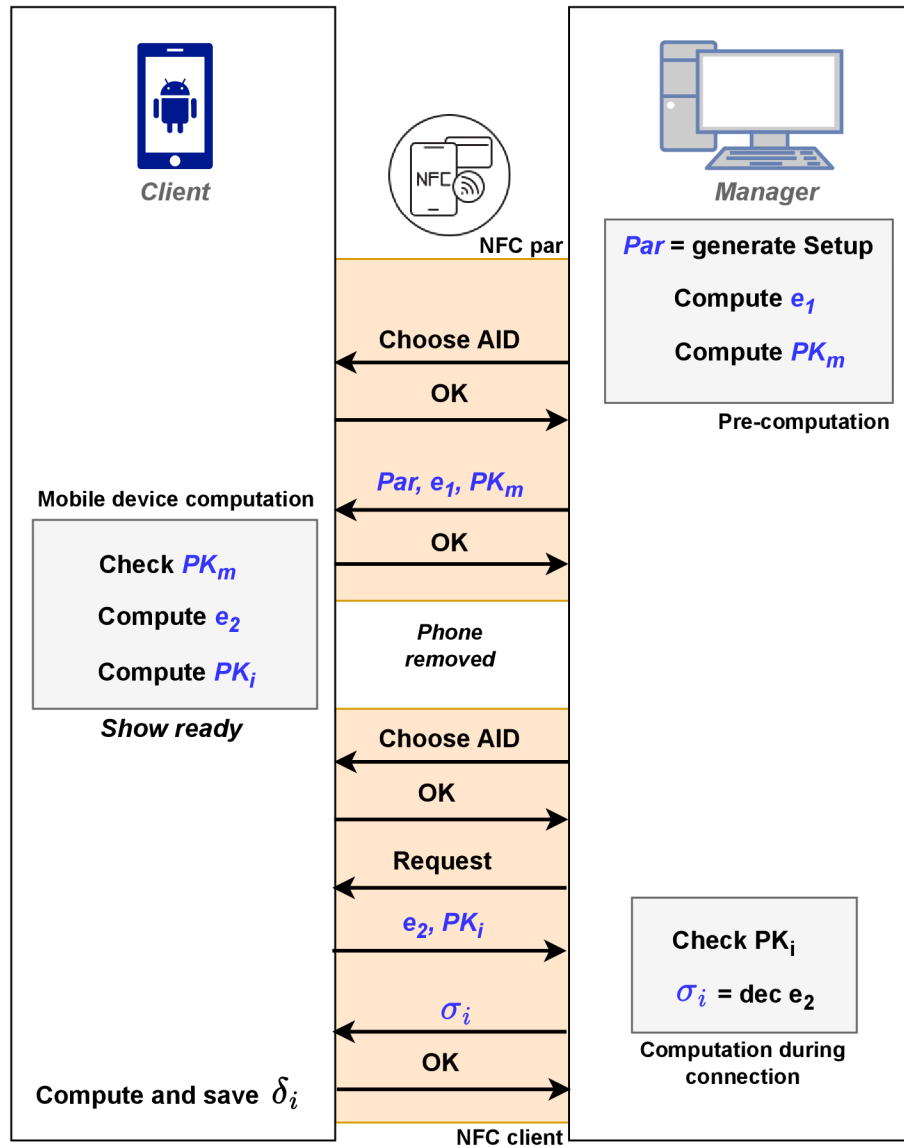 Client
NFC
Manager
NFC par
Par = generate Setup
Compute e₁
Compute PKₘ
Pre-computation
Choose AID
OK
Par, e₁, PKₘ
OK
Mobile device computation
Check PKₘ
Compute e₂
Compute PKᵢ
Show ready
Phone
removed
Choose AID
OK
Request
e₂, PKᵢ
Check PKᵢ
σᵢ = dec e₂
Computation during
connection
σᵢ
OK
Compute and save δᵢ
NFC client